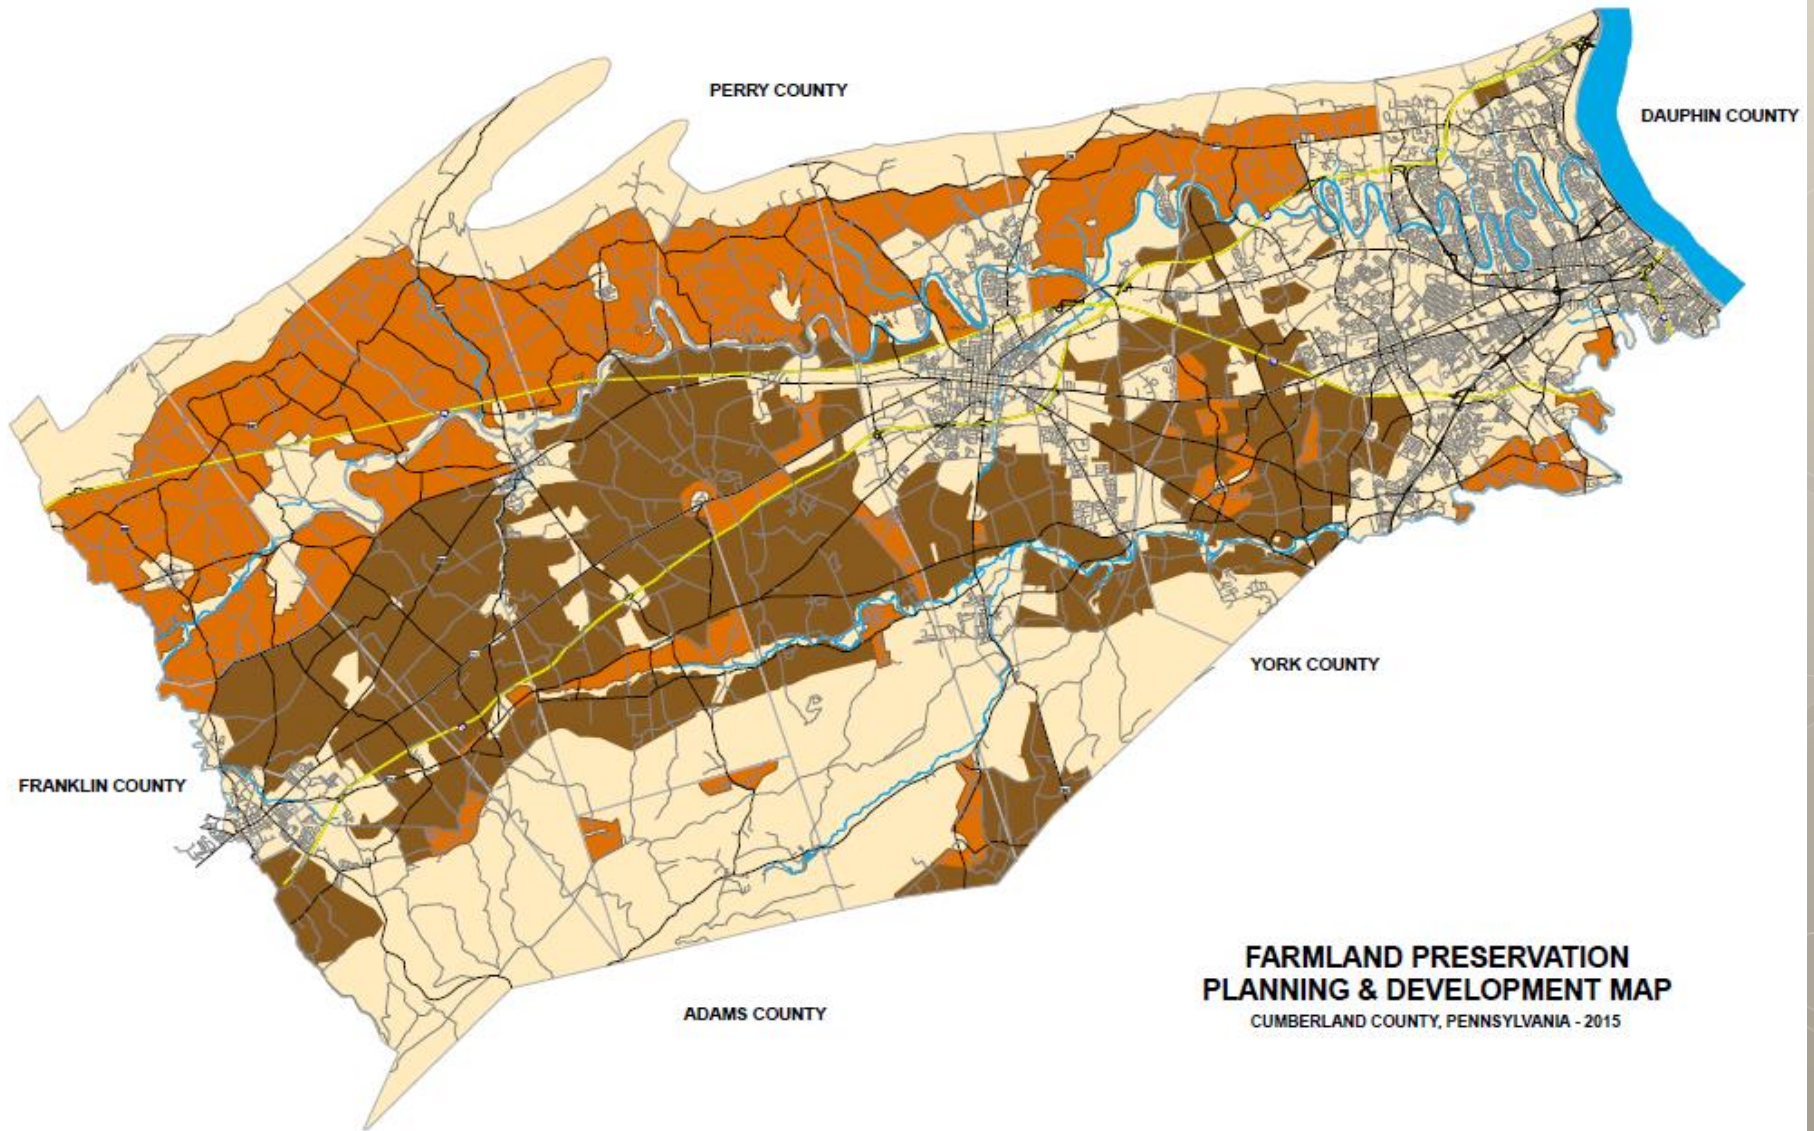 PERRY COUNTY
DAUPHIN COUNTY
YORK COUNTY
FRANKLIN COUNTY
ADAMS COUNTY
FARMLAND PRESERVATION
PLANNING & DEVELOPMENT MAP
CUMBERLAND COUNTY, PENNSYLVANIA - 2015